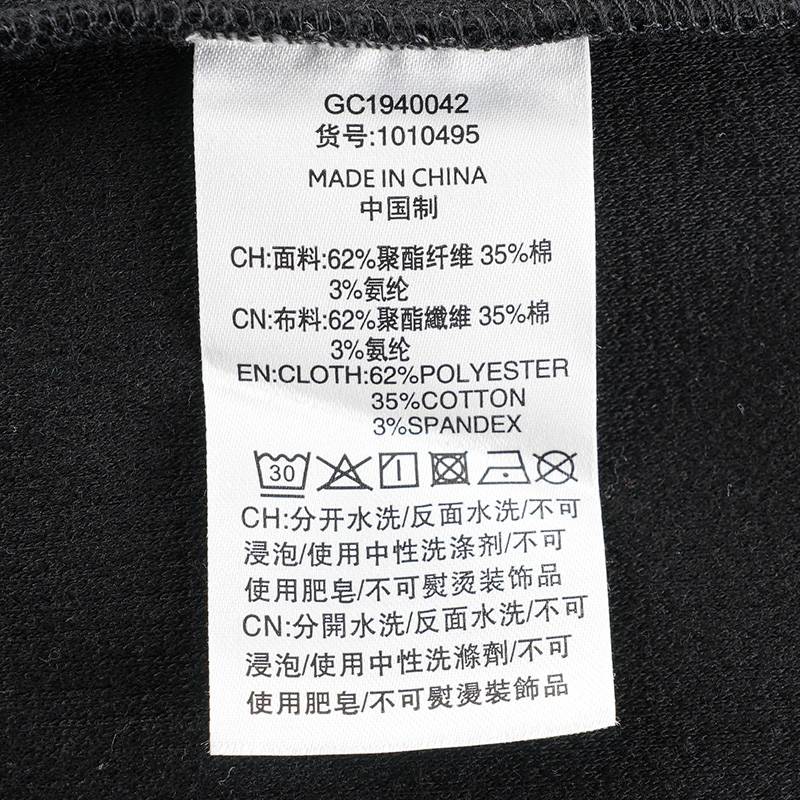 GC1940042
货号:1010495
MADE IN CHINA
中国制
CH:面料:62%聚酯纤维 35%棉
3%氨纶
CN:布料:62%聚酯纖維 35%棉
3%氨纶
EN:CLOTH:62%POLYESTER
35%COTTON
3%SPANDEX
30
CH:分开水洗/反面水洗/不可
浸泡/使用中性洗涤剂/不可
使用肥皂/不可熨烫装饰品
CN:分開水洗/反面水洗/不可
浸泡/使用中性洗滌劑/不可
使用肥皂/不可熨燙裝飾品